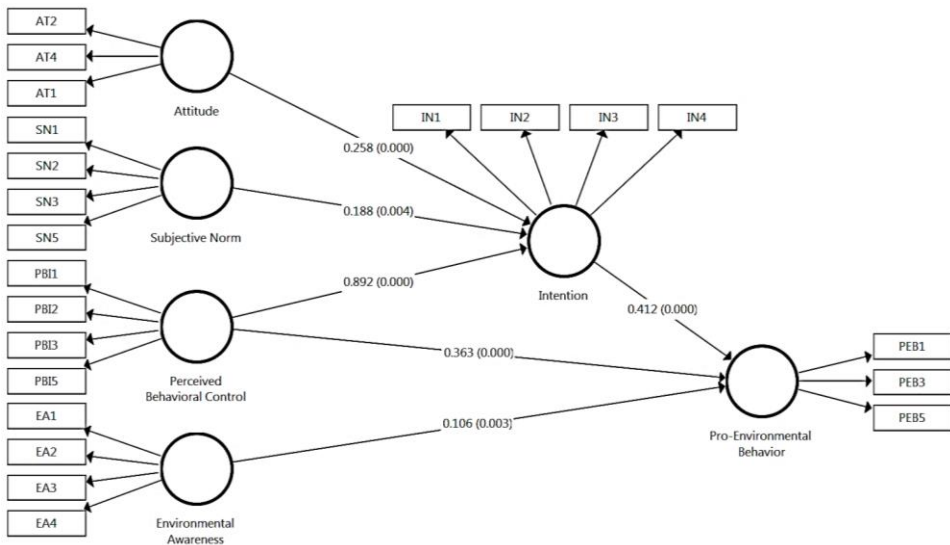 AT2
AT4
AT1
Attitude
SN1
SN2
SN3
SN5
Subjective Norm
PBI1
PBI2
PBI3
PBI5
Perceived
Behavioral Control
EA1
EA2
EA3
EA4
Environmental
Awareness
0.258 (0.000)
0.188 (0.004)
0.892 (0.000)
0.363 (0.000)
0.106 (0.003)
IN1
IN2
IN3
IN4
Intention
0.412 (0.000)
Pro-Environmental
Behavior
PEB1
PEB3
PEB5